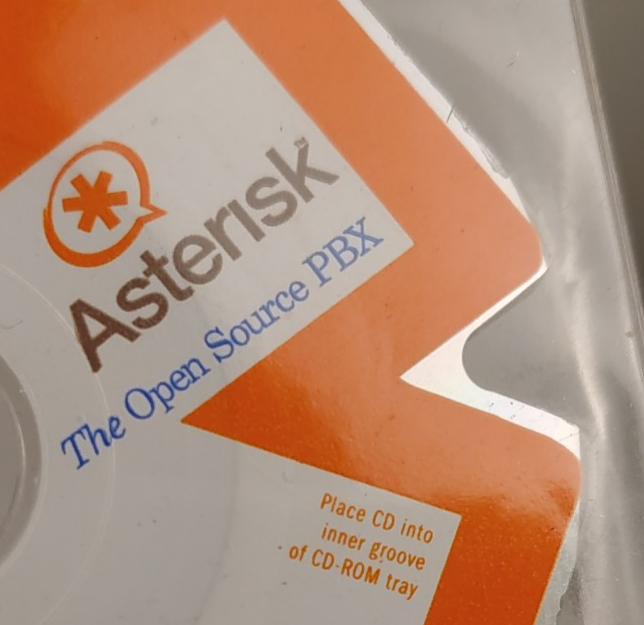 Asterisk™
The Open Source PBX
Place CD into
inner groove
of CD-ROM tray